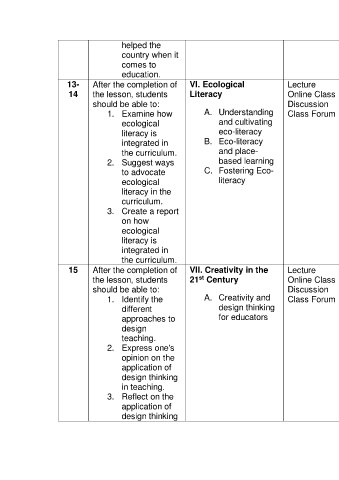 helped the
country when it
comes to
education.
13-
14
After the completion of
the lesson, students
should be able to:
1. Examine how
ecological
literacy is
integrated in
the curriculum.
2. Suggest ways
to advocate
ecological
literacy in the
curriculum.
3. Create a report
on how
ecological
literacy is
integrated in
the curriculum.
VI. Ecological
Literacy
A. Understanding
and cultivating
eco-literacy
B. Eco-literacy
and place-
based learning
C. Fostering Eco-
literacy
Lecture
Online Class
Discussion
Class Forum
15
After the completion of
the lesson, students
should be able to:
1. Identify the
different
approaches to
design
teaching.
2. Express one's
opinion on the
application of
design thinking
in teaching.
3. Reflect on the
application of
design thinking
VII. Creativity in the
21st Century
A. Creativity and
design thinking
for educators
Lecture
Online Class
Discussion
Class Forum